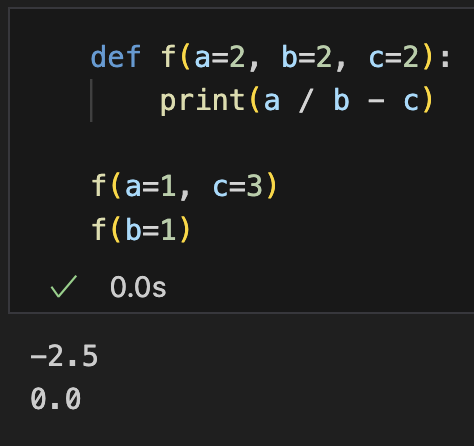 def f(a=2, b=2, c=2):
    print(a / b - c)
f(a=1, c=3)
f(b=1)
0.0s
-2.5
0.0